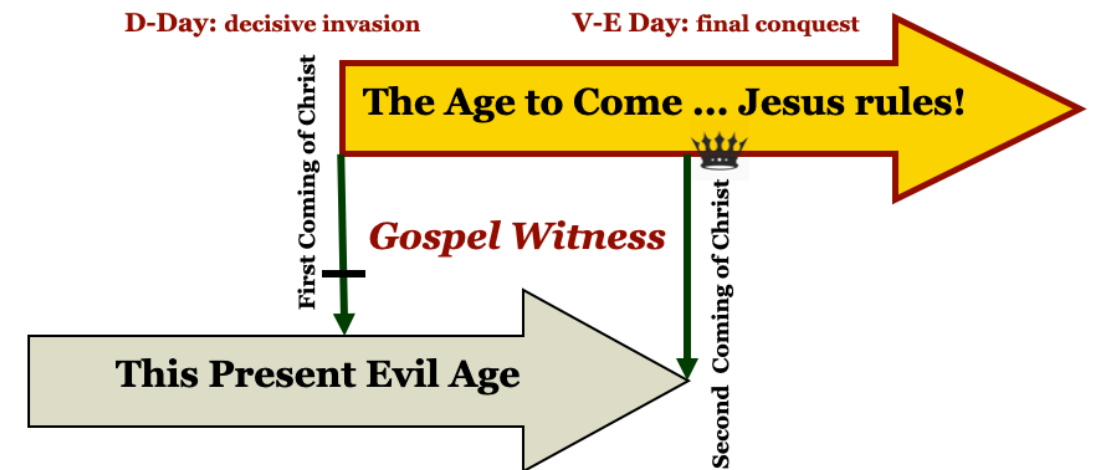 D-Day: decisive invasion
V-E Day: final conquest
The Age to Come ... Jesus rules!
First Coming of Christ
Gospel Witness
Second Coming of Christ
This Present Evil Age